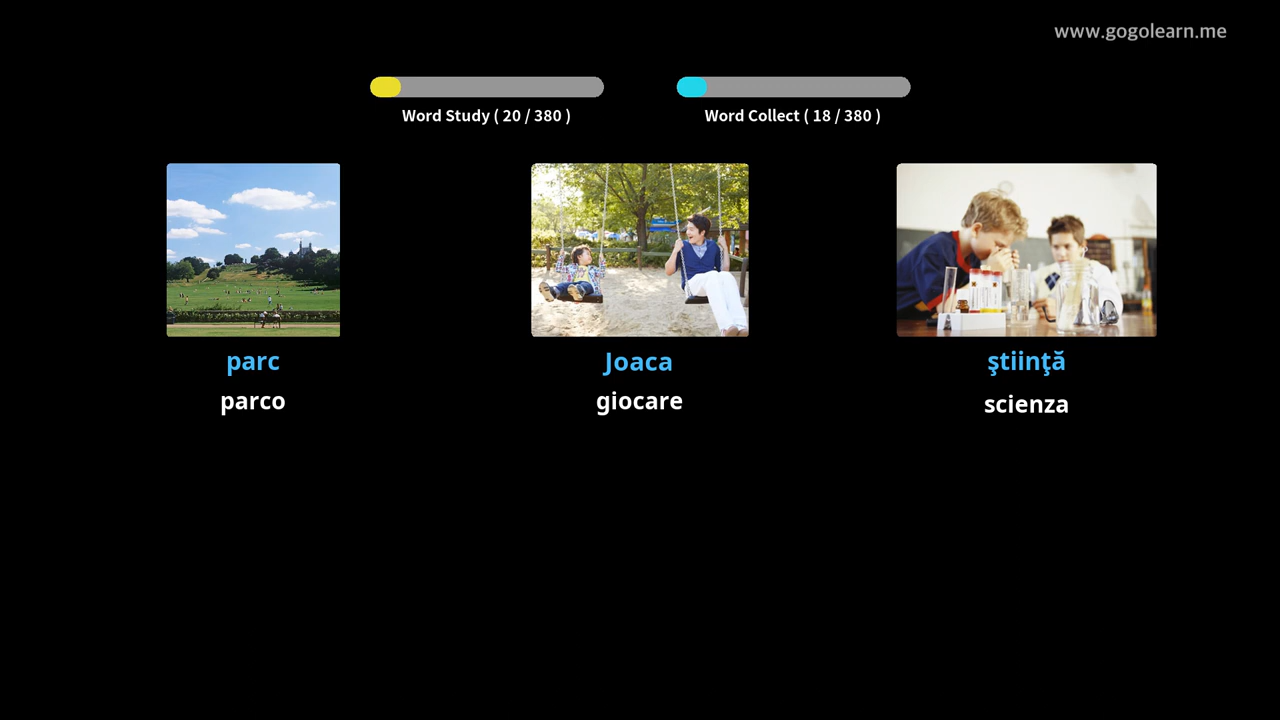 www.gogolearn.me
Word Study ( 20 / 380 )
Word Collect ( 18 / 380 )
parc
parco
Joaca
giocare
ştiinţă
scienza